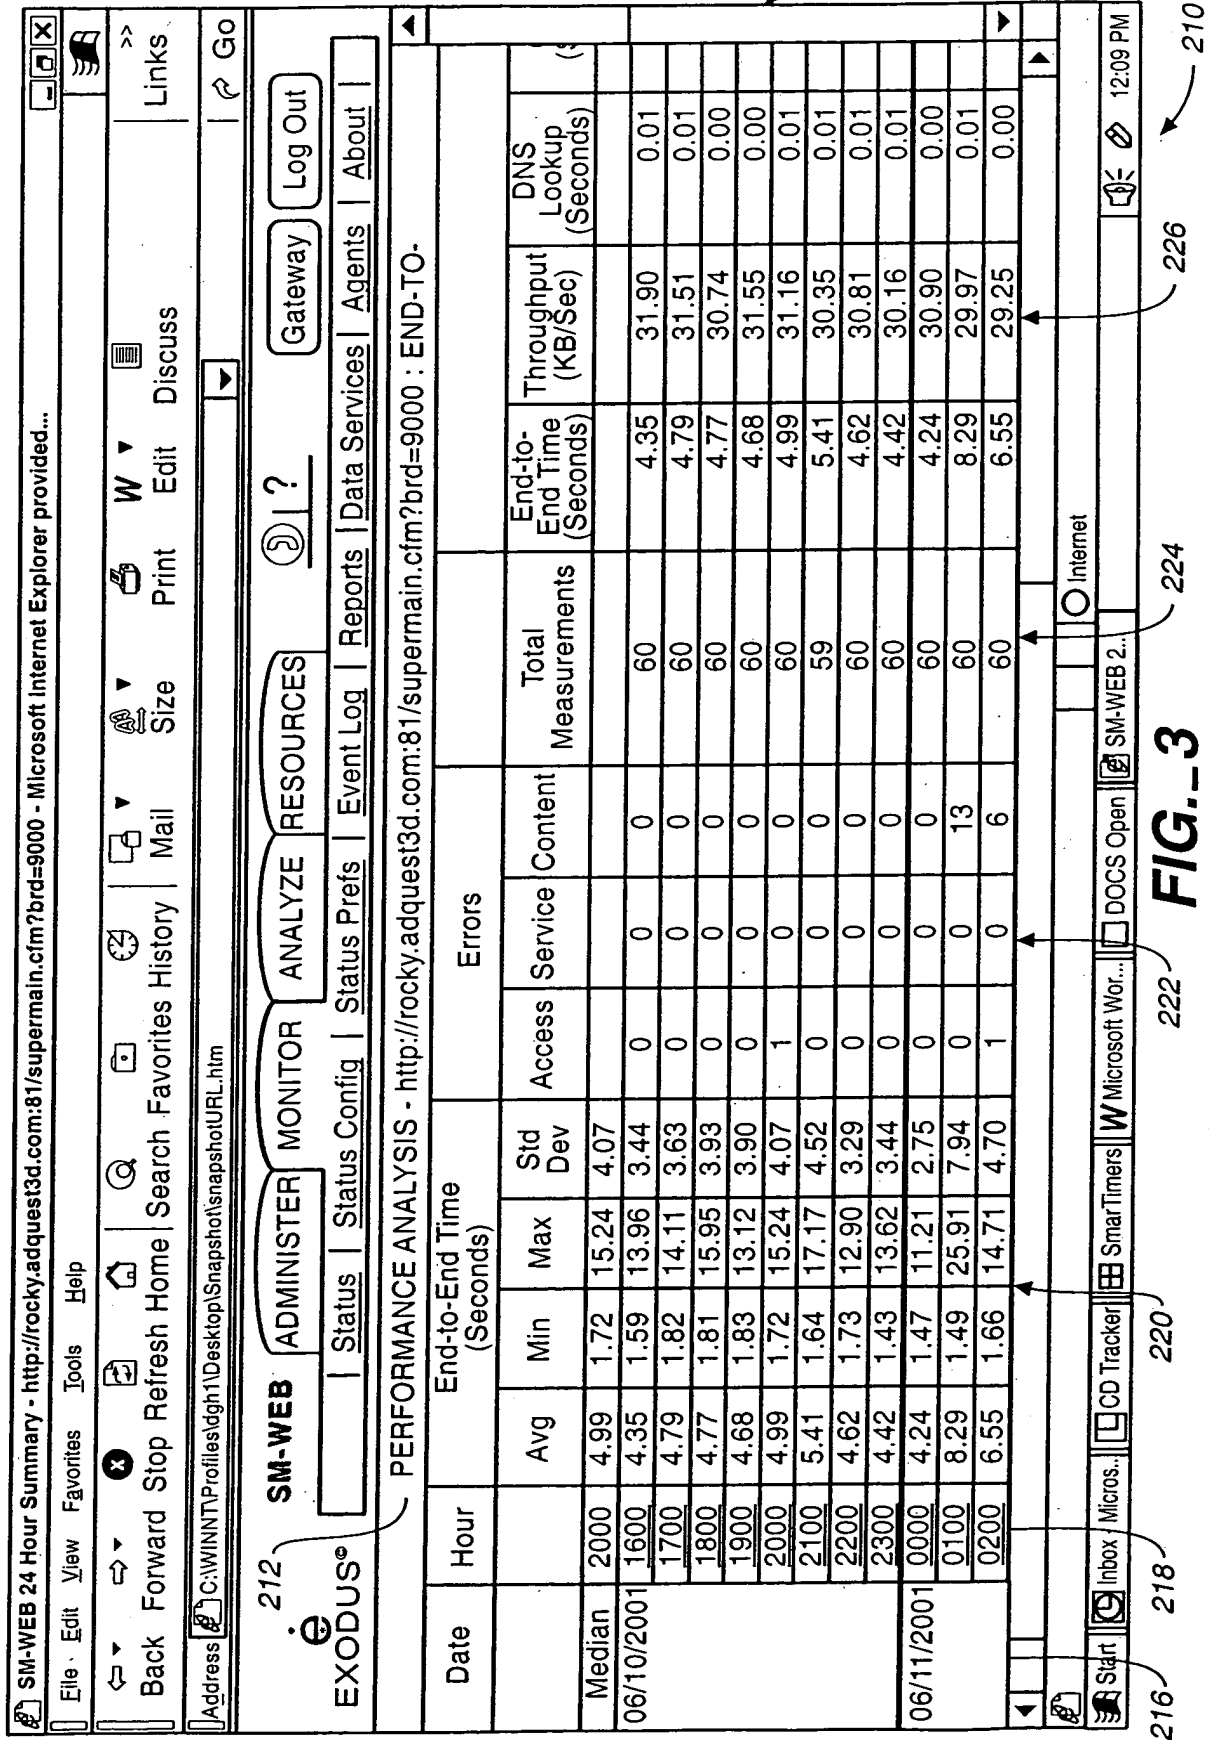 SM-WEB 24 Hour Summary - http://rocky.adquest3d.com:81/supermain.cfm?brd=9000 - Microsoft Internet Explorer provided...
File Edit View Favorites Tools Help
Back Forward Stop Refresh Home Search Favorites History Mail Size Print Edit Discuss Links >>
Address C:\WINNT\Profiles\dgh1\Desktop\Snapshot\snapshotURL.htm Go
212
EXODUS©
SM-WEB
ADMINISTER MONITOR ANALYZE RESOURCES ? Gateway Log Out
| Status | Status Config | Status Prefs | Event Log | Reports | Data Services | Agents | About |
PERFORMANCE ANALYSIS - http://rocky.adquest3d.com:81/supermain.cfm?brd=9000 : END-TO-
Date Hour End-to-End Time (Seconds) Errors
Avg Min Max Std Dev Access Service Content Total Measurements End-to-End Time (Seconds) Throughput (KB/Sec) DNS Lookup (Seconds)
Median 2000 4.99 1.72 15.24 4.07
06/10/2001 1600 4.35 1.59 13.96 3.44 0 0 0 60 4.35 31.90 0.01
1700 4.79 1.82 14.11 3.63 0 0 0 60 4.79 31.51 0.01
1800 4.77 1.81 15.95 3.93 0 0 0 60 4.77 30.74 0.00
1900 4.68 1.83 13.12 3.90 0 0 0 60 4.68 31.55 0.00
2000 4.99 1.72 15.24 4.07 1 0 0 60 4.99 31.16 0.01
2100 5.41 1.64 17.17 4.52 0 0 0 59 5.41 30.35 0.01
2200 4.62 1.73 12.90 3.29 0 0 0 60 4.62 30.81 0.01
2300 4.42 1.43 13.62 3.44 0 0 0 60 4.42 30.16 0.01
06/11/2001 0000 4.24 1.47 11.21 2.75 0 0 0 60 4.24 30.90 0.00
0100 8.29 1.49 25.91 7.94 0 0 13 60 8.29 29.97 0.01
0200 6.55 1.66 14.71 4.70 1 0 6 60 6.55 29.25 0.00
Internet
Start Inbox - Micros.. CD Tracker SmarTimers W Microsoft Wor... DOCS Open SM-WEB 2.. 12:09 PM
216 218 220 222 224 226 210
FIG._3